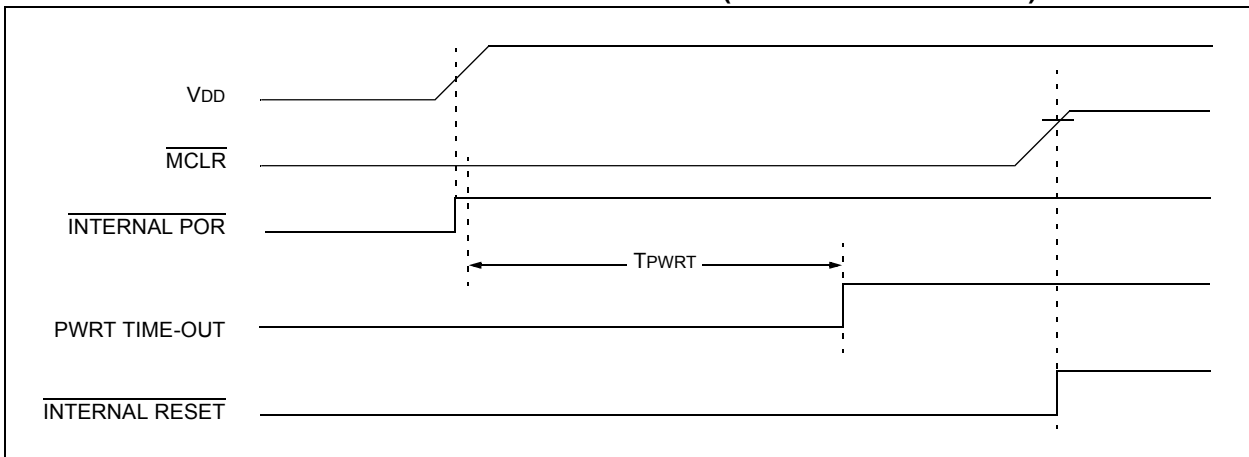 VDD
MCLR
INTERNAL POR
TPWRT
PWRT TIME-OUT
INTERNAL RESET